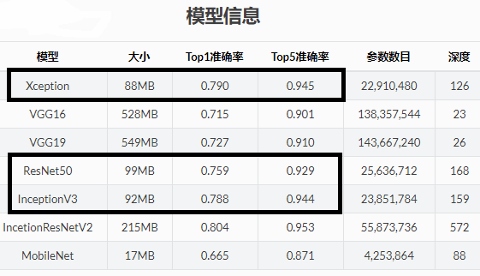 模型信息
模型 大小 Top1准确率 Top5准确率 参数数目 深度
Xception 88MB 0.790 0.945 22,910,480 126
VGG16 528MB 0.715 0.901 138,357,544 23
VGG19 549MB 0.727 0.910 143,667,240 26
ResNet50 99MB 0.759 0.929 25,636,712 168
InceptionV3 92MB 0.788 0.944 23,851,784 159
IncetionResNetV2 215MB 0.804 0.953 55,873,736 572
MobileNet 17MB 0.665 0.871 4,253,864 88